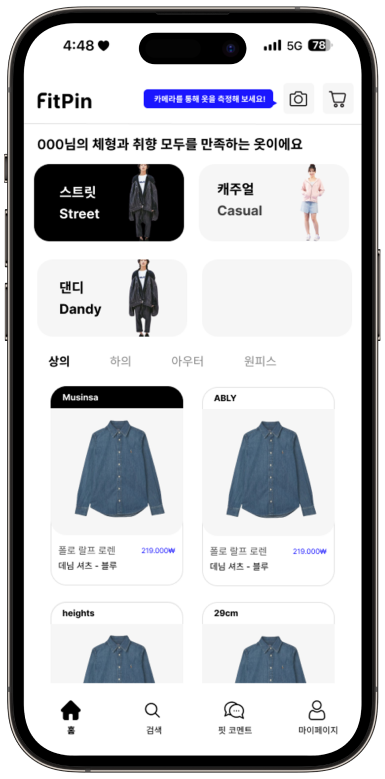 4:48
5G 78
FitPin
카메라를 통해 옷을 측정해 보세요!
OOO님의 체형과 취향 모두를 만족하는 옷이에요
스트릿
Street
캐주얼
Casual
댄디
Dandy
상의 하의 아우터 원피스
Musinsa
ABLY
폴로 랄프 로렌 219.000₩
데님 셔츠 - 블루
폴로 랄프 로렌 219.000₩
데님 셔츠 - 블루
heights
29cm
홈 검색 핏 코멘트 마이페이지